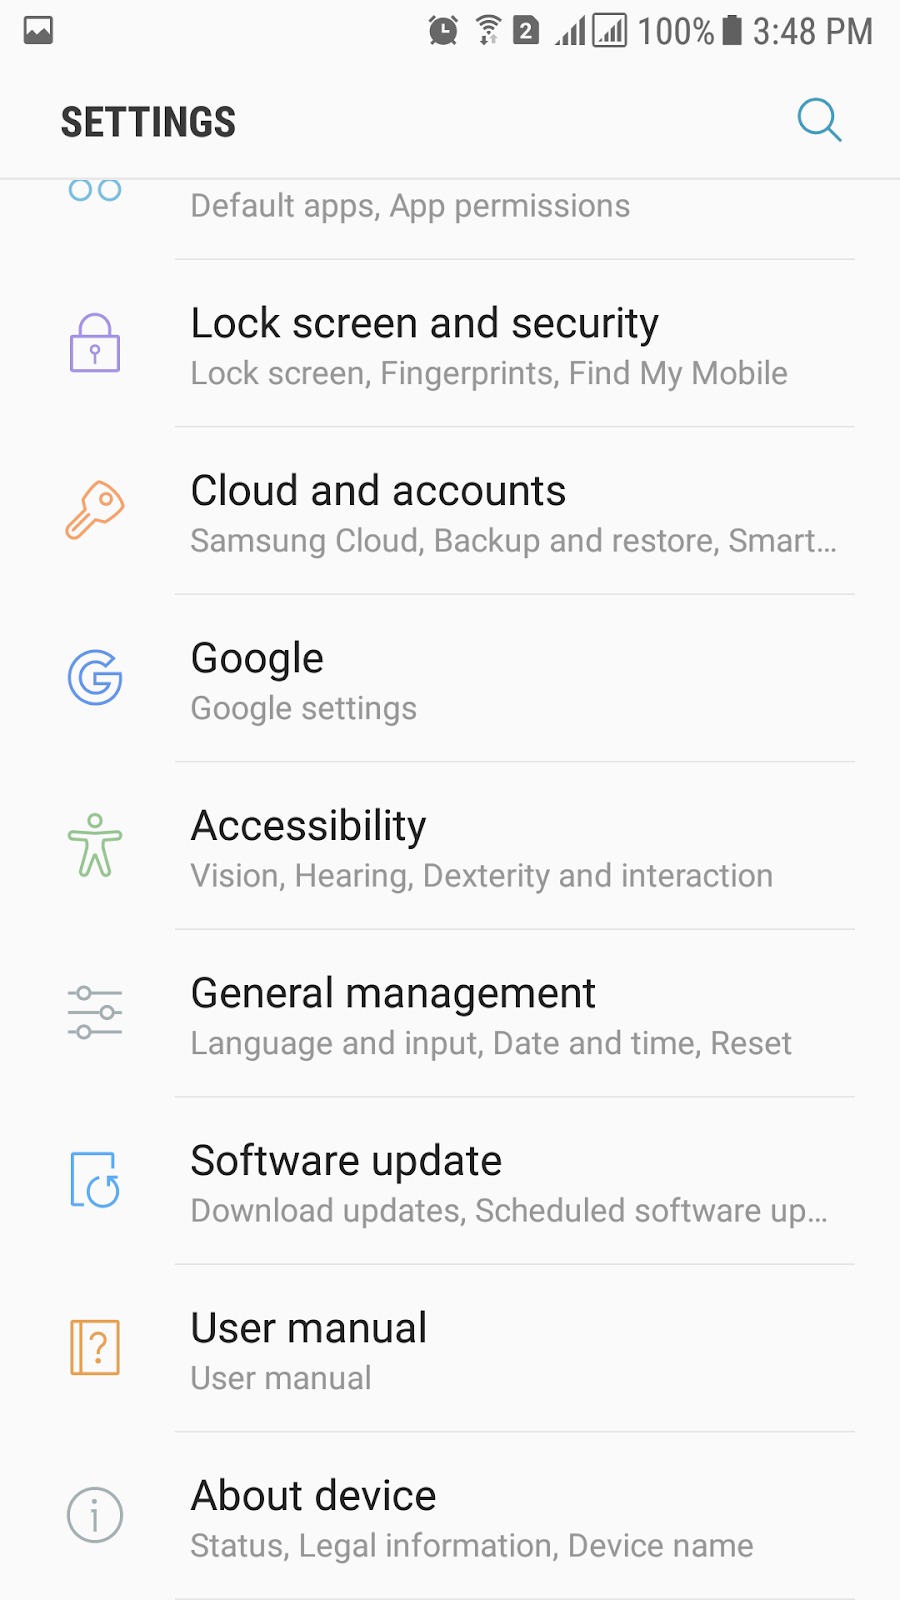 2 100% 3:48 PM
SETTINGS
Default apps, App permissions
Lock screen and security
Lock screen, Fingerprints, Find My Mobile
Cloud and accounts
Samsung Cloud, Backup and restore, Smart...
Google
Google settings
Accessibility
Vision, Hearing, Dexterity and interaction
General management
Language and input, Date and time, Reset
Software update
Download updates, Scheduled software up...
User manual
User manual
About device
Status, Legal information, Device name